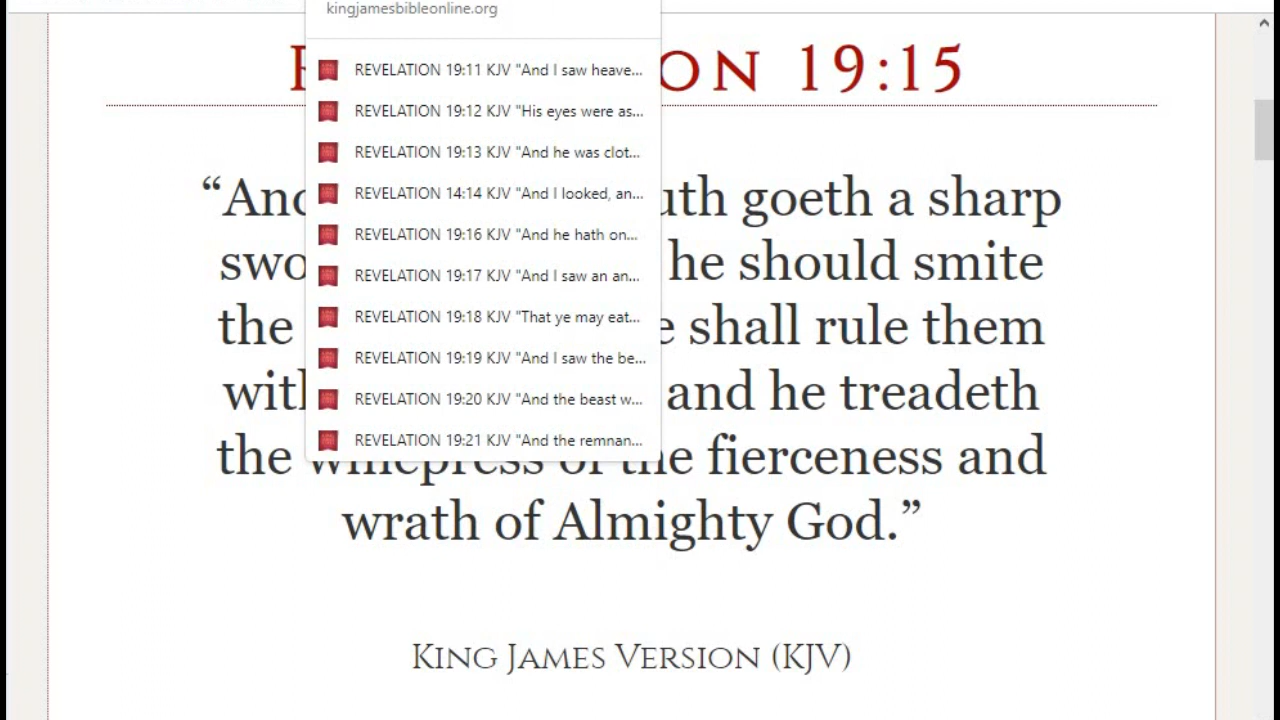 kingjamesbibleonline.org
REVELATION 19:11 KJV "And I saw heave...
REVELATION 19:12 KJV "His eyes were as...
REVELATION 19:13 KJV "And he was clot...
REVELATION 14:14 KJV "And I looked, an...
REVELATION 19:16 KJV "And he hath on...
REVELATION 19:17 KJV "And I saw an an...
REVELATION 19:18 KJV "That ye may eat...
REVELATION 19:19 KJV "And I saw the be...
REVELATION 19:20 KJV "And the beast w...
REVELATION 19:21 KJV "And the remnan...
19:15
goeth a sharp
he should smite
the shall rule them
and he treadeth
the winepress of the fierceness and
wrath of Almighty God.”
King James Version (KJV)